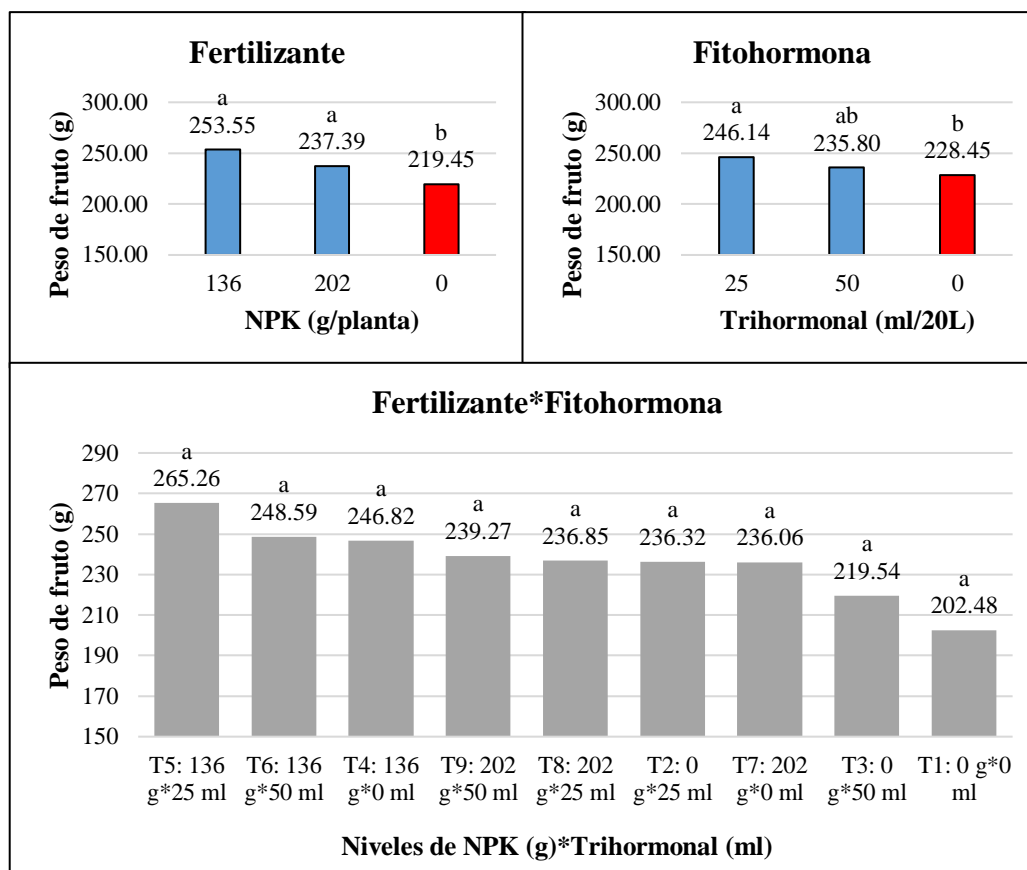 Fertilizante
Peso de fruto (g)
300.00
250.00
200.00
150.00
a
253.55
a
237.39
b
219.45
136
202
0
NPK (g/planta)
Fitohormona
Peso de fruto (g)
300.00
250.00
200.00
150.00
a
246.14
ab
235.80
b
228.45
25
50
0
Trihormonal (ml/20L)
Fertilizante*Fitohormona
Peso de fruto (g)
290
270
250
230
210
190
170
150
a
265.26
a
248.59
a
246.82
a
239.27
a
236.85
a
236.32
a
236.06
a
219.54
a
202.48
T5: 136
g*25 ml
T6: 136
g*50 ml
T4: 136
g*0 ml
T9: 202
g*50 ml
T8: 202
g*25 ml
T2: 0
g*25 ml
T7: 202
g*0 ml
T3: 0
g*50 ml
T1: 0 g*0
ml
Niveles de NPK (g)*Trihormonal (ml)